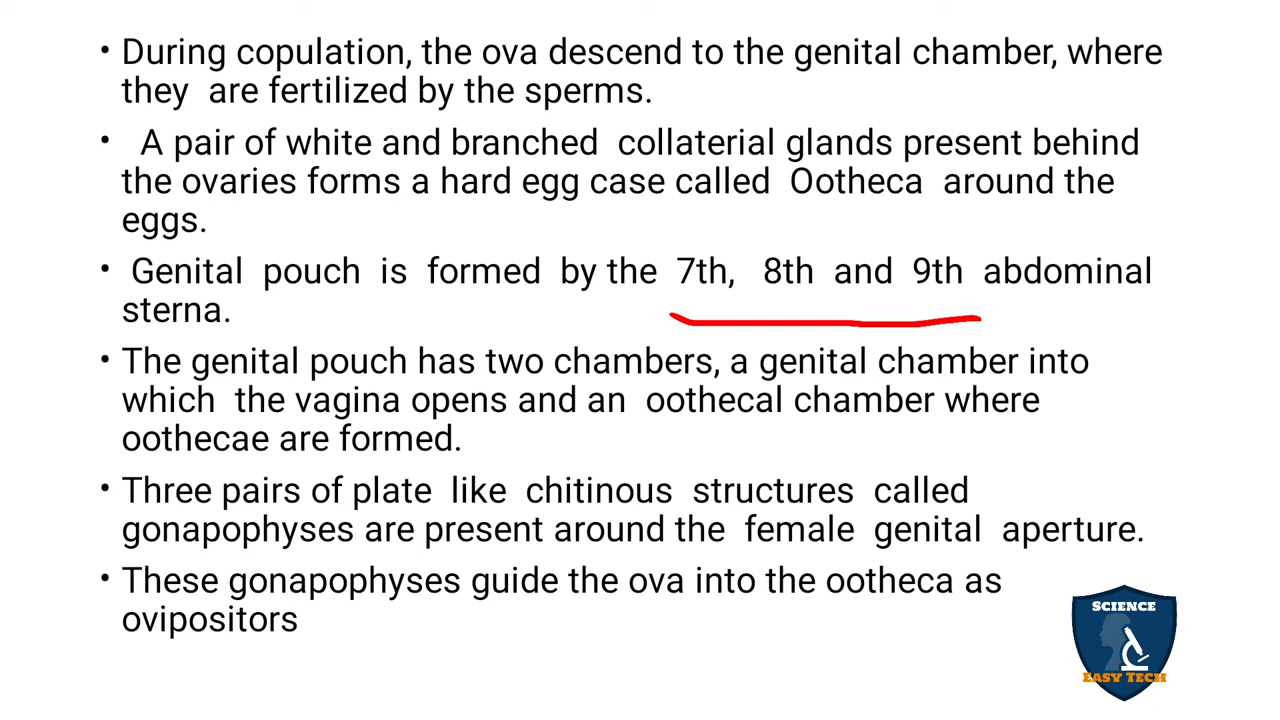 • During copulation, the ova descend to the genital chamber, where
they are fertilized by the sperms.
• A pair of white and branched collaterial glands present behind
the ovaries forms a hard egg case called Ootheca around the
eggs.
• Genital pouch is formed by the 7th, 8th and 9th abdominal
sterna.
• The genital pouch has two chambers, a genital chamber into
which the vagina opens and an oothecal chamber where
oothecae are formed.
• Three pairs of plate like chitinous structures called
gonapophyses are present around the female genital aperture.
• These gonapophyses guide the ova into the ootheca as
ovipositors
SCIENCE
EASY TECH